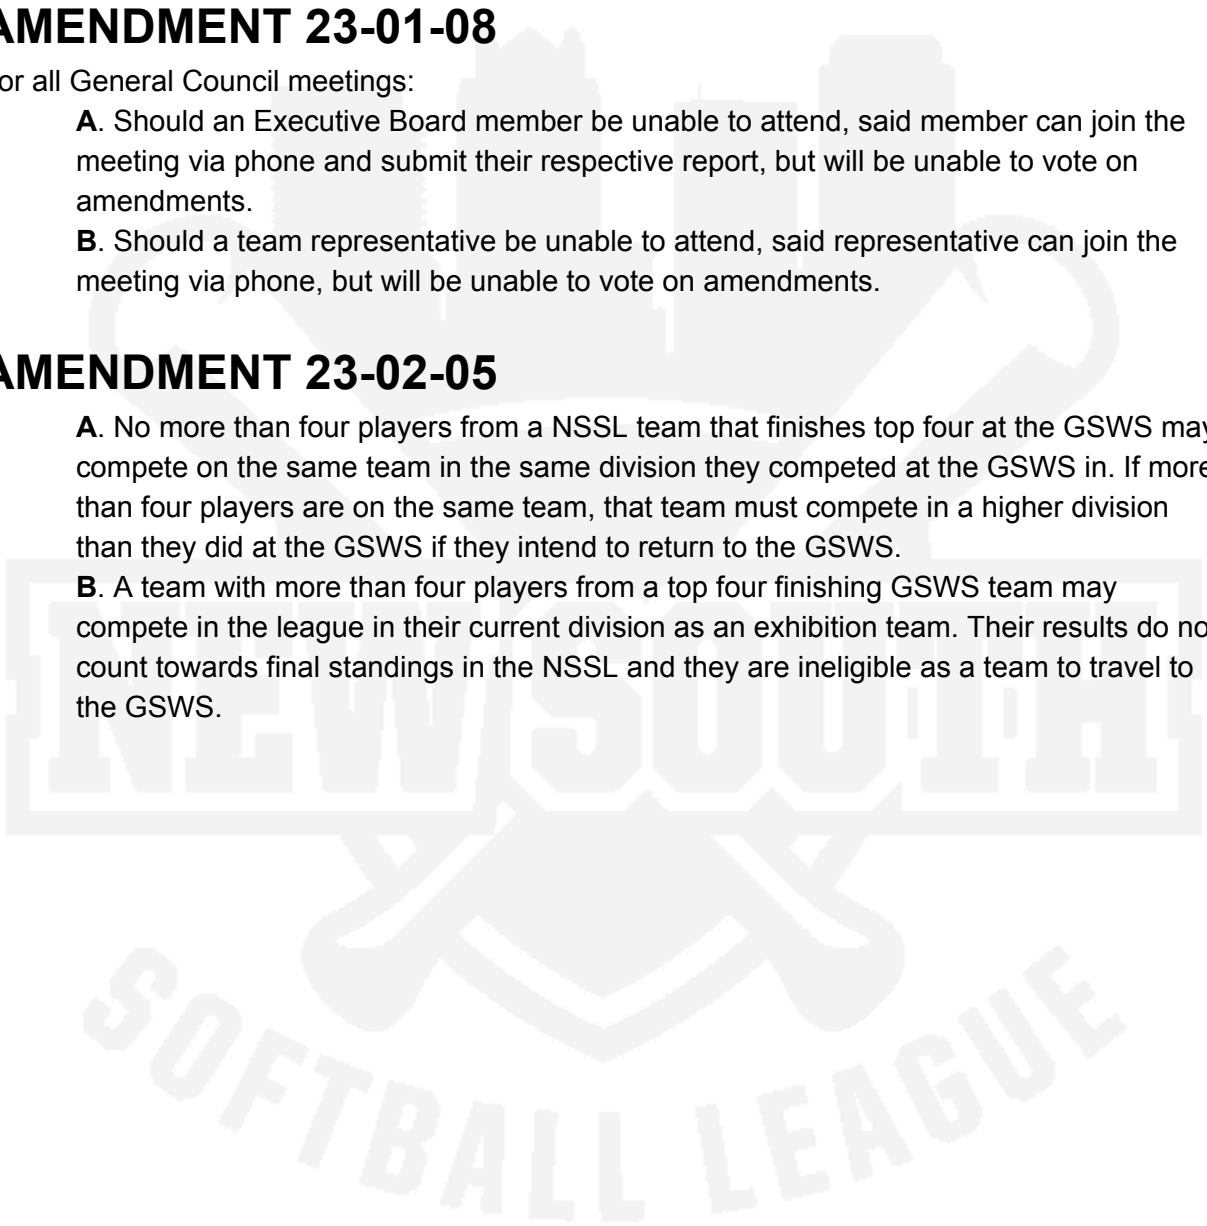 AMENDMENT 23-01-08
or all General Council meetings:
A. Should an Executive Board member be unable to attend, said member can join the
meeting via phone and submit their respective report, but will be unable to vote on
amendments.
B. Should a team representative be unable to attend, said representative can join the
meeting via phone, but will be unable to vote on amendments.
AMENDMENT 23-02-05
A. No more than four players from a NSSL team that finishes top four at the GSWS may
compete on the same team in the same division they competed at the GSWS in. If more
than four players are on the same team, that team must compete in a higher division
than they did at the GSWS if they intend to return to the GSWS.
B. A team with more than four players from a top four finishing GSWS team may
compete in the league in their current division as an exhibition team. Their results do no
count towards final standings in the NSSL and they are ineligible as a team to travel to
the GSWS.
NEW SOUTH
SOFTBALL LEAGUE